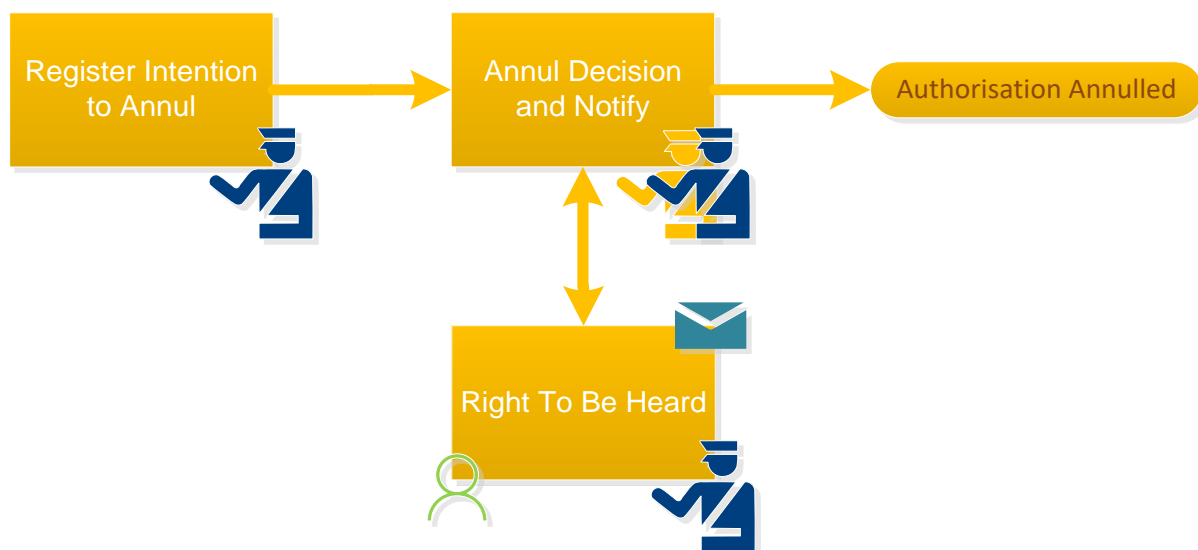 Register Intention
to Annul
Annul Decision
and Notify
Authorisation Annulled
Right To Be Heard